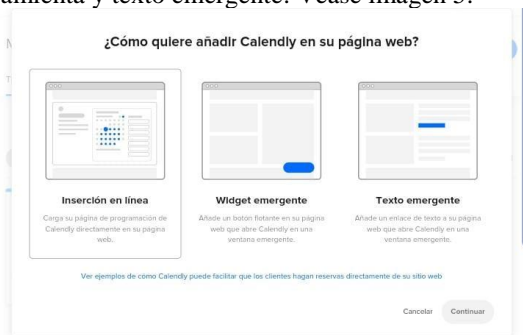 amienta y texto emergente. Véase Imagen 3.
¿Cómo quiere añadir Calendly en su página web?
Inserción en línea
Carga su página de programación de
Calendly directamente en su página
web.
Widget emergente
Añade un botón flotante en su página
web que abre Calendly en una
ventana emergente.
Texto emergente
Añade un enlace de texto a su página
web que abre Calendly en una
ventana emergente.
Ver ejemplos de cómo Calendly puede facilitar que los clientes hagan reservas directamente de su sitio web
Cancelar
Continuar